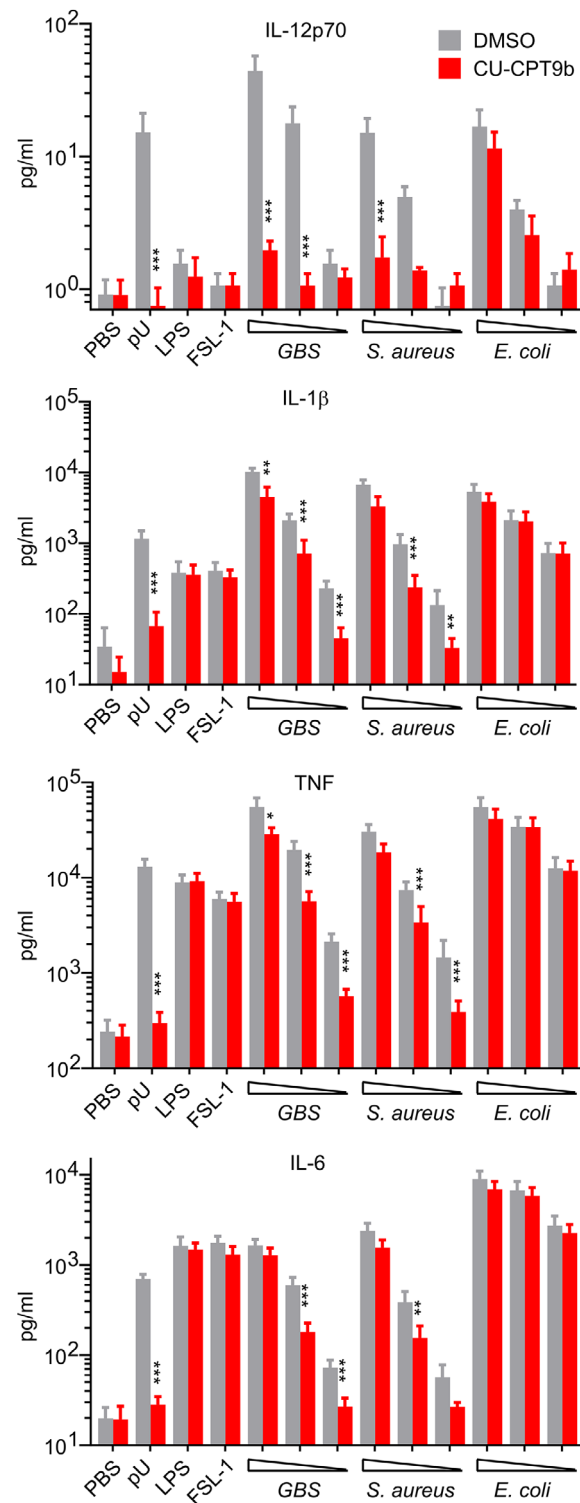 IL-12p70
DMSO
CU-CPT9b
10²
10¹
10⁰
pg/ml
***
***
***
***
PBS
pU
LPS
FSL-1
GBS
S. aureus
E. coli
IL-1β
10⁵
10⁴
10³
10²
10¹
pg/ml
***
**
***
***
***
**
PBS
pU
LPS
FSL-1
GBS
S. aureus
E. coli
TNF
10⁵
10⁴
10³
10²
pg/ml
***
*
***
***
***
***
PBS
pU
LPS
FSL-1
GBS
S. aureus
E. coli
IL-6
10⁴
10³
10²
10¹
pg/ml
***
***
***
**
PBS
pU
LPS
FSL-1
GBS
S. aureus
E. coli